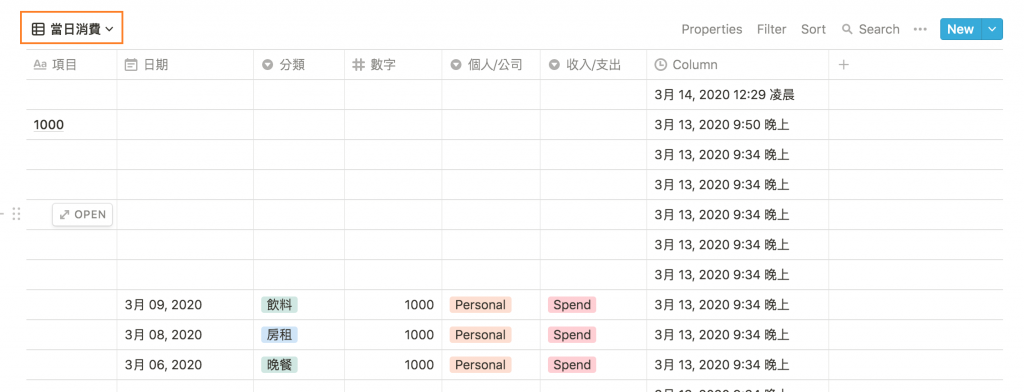 當日消費 Properties Filter Sort Search ••• New
Aa 項目 日期 分類 數字 個人/公司 收入/支出 Column +
3月 14, 2020 12:29 凌晨
1000 3月 13, 2020 9:50 晚上
3月 13, 2020 9:34 晚上
3月 13, 2020 9:34 晚上
OPEN 3月 13, 2020 9:34 晚上
3月 13, 2020 9:34 晚上
3月 13, 2020 9:34 晚上
3月 09, 2020 飲料 1000 Personal Spend 3月 13, 2020 9:34 晚上
3月 08, 2020 房租 1000 Personal Spend 3月 13, 2020 9:34 晚上
3月 06, 2020 晚餐 1000 Personal Spend 3月 13, 2020 9:34 晚上